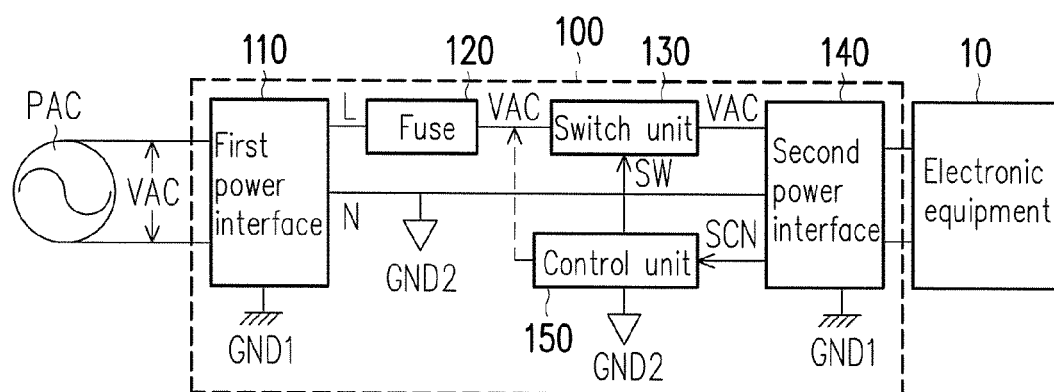 110
120
100
130
140
10
PAC
VAC
First
power
interface
L
Fuse
VAC
Switch unit
VAC
Second
power
interface
Electronic
equipment
N
SW
SCN
GND2
Control unit
150
GND1
GND2
GND1